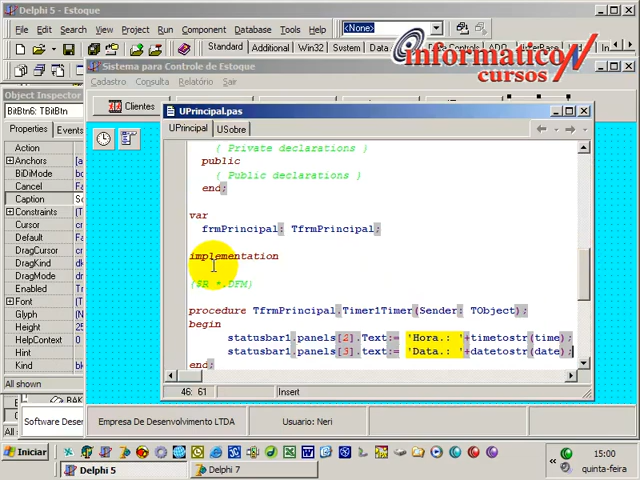 Delphi 5 - Estoque
File Edit Search View Project Run Component Database Tools Help <None>
Standard Additional Win32 System Data
informaticon
cursos
Sistema para Controle de Estoque
Cadastro Consulta Relatório Sair
Object Inspector
BitBtn6: TBitBtn
Properties Events
Action
Anchors
BiDiMode
Cancel
Caption
Constraints
Cursor
Default
DragCursor
DragKind
DragMode
Enabled
Font
Glyph
Height
HelpContext
Hint
Clientes
UPrincipal.pas
UPrincipal USobre
{ Private declarations }
public
{ Public declarations }
end;
var
frmPrincipal: TfrmPrincipal;
implementation
{$R *.DFM}
procedure TfrmPrincipal.Timer1Timer(Sender: TObject);
begin
statusbar1.panels[2].Text:= 'Hora.: '+timetostr(time);
statusbar1.panels[3].text:= 'Data.: '+datetostr(date);
end;
46: 61 Insert
Software Desenv
Empresa De Desenvolvimento LTDA Usuario: Neri
Iniciar
Delphi 5 Delphi 7
15:00
quinta-feira